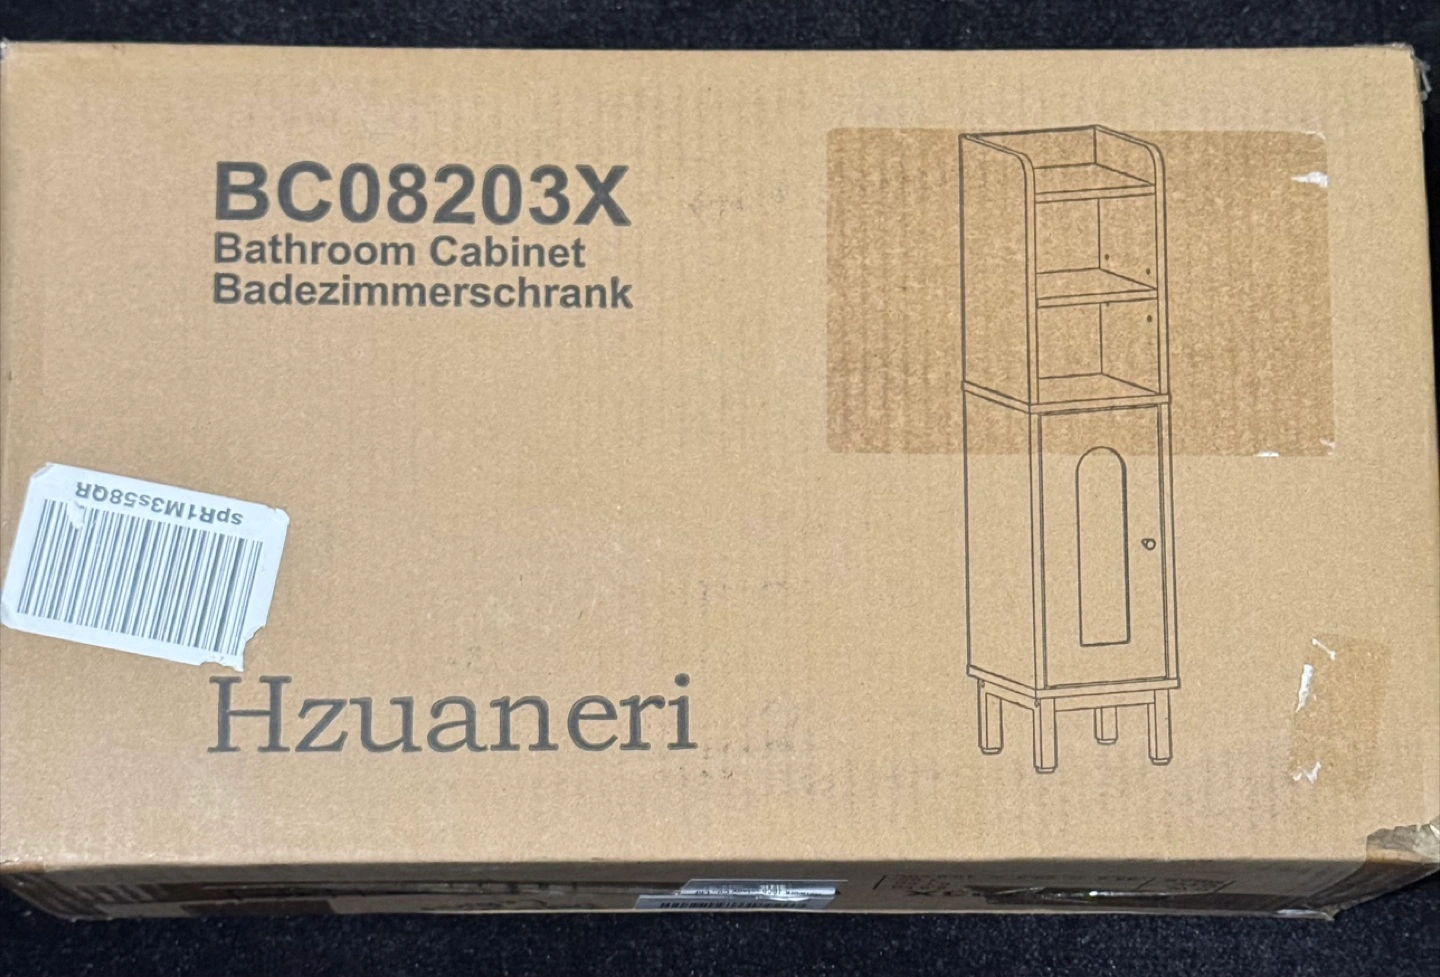 BC08203X
Bathroom Cabinet
Badezimmerschrank
spR1M3s58QR
Hzuaneri